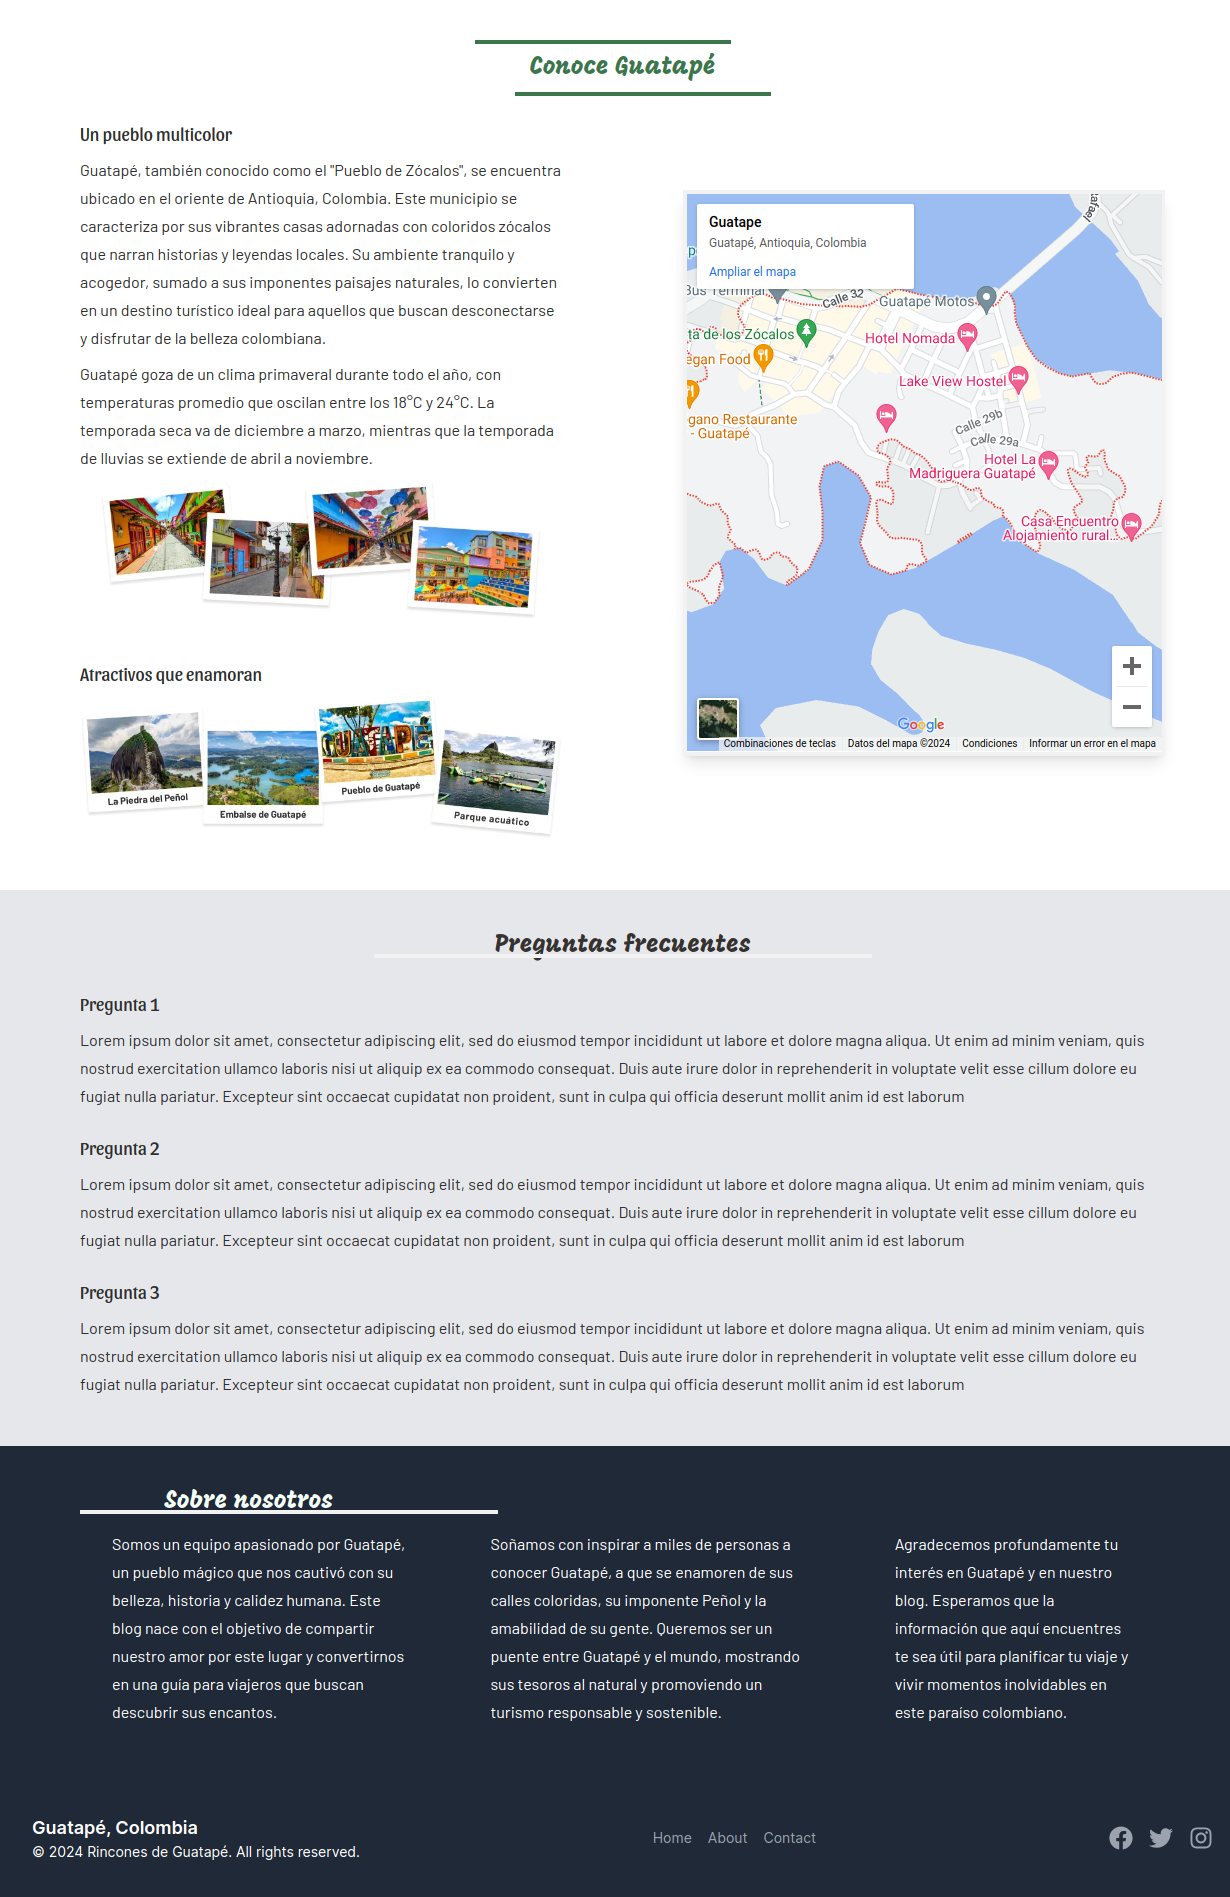 Conoce Guatapé
Un pueblo multicolor
Guatapé, también conocido como el "Pueblo de Zócalos", se encuentra
ubicado en el oriente de Antioquia, Colombia. Este municipio se
caracteriza por sus vibrantes casas adornadas con coloridos zócalos
que narran historias y leyendas locales. Su ambiente tranquilo y
acogedor, sumado a sus imponentes paisajes naturales, lo convierten
en un destino turístico ideal para aquellos que buscan desconectarse
y disfrutar de la belleza colombiana.
Guatapé goza de un clima primaveral durante todo el año, con
temperaturas promedio que oscilan entre los 18°C y 24°C. La
temporada seca va de diciembre a marzo, mientras que la temporada
de lluvias se extiende de abril a noviembre.
Atractivos que enamoran
GUATAPÉ
La Piedra del Peñol
Embalse de Guatapé
Pueblo de Guatapé
Parque acuático
Guatape
Guatapé, Antioquia, Colombia
Ampliar el mapa
Bus Terminal
Calle 32
Guatapé Motos
ta de los Zócalos
Hotel Nomada
egan Food
Lake View Hostel
gano Restaurante
- Guatapé
Calle 29b
Calle 29a
Hotel La
Madriguera Guatapé
Casa Encuentro
Alojamiento rural...
Google
Combinaciones de teclas
Datos del mapa ©2024
Condiciones
Informar un error en el mapa
Preguntas frecuentes
Pregunta 1
Lorem ipsum dolor sit amet, consectetur adipiscing elit, sed do eiusmod tempor incididunt ut labore et dolore magna aliqua. Ut enim ad minim veniam, quis
nostrud exercitation ullamco laboris nisi ut aliquip ex ea commodo consequat. Duis aute irure dolor in reprehenderit in voluptate velit esse cillum dolore eu
fugiat nulla pariatur. Excepteur sint occaecat cupidatat non proident, sunt in culpa qui officia deserunt mollit anim id est laborum
Pregunta 2
Lorem ipsum dolor sit amet, consectetur adipiscing elit, sed do eiusmod tempor incididunt ut labore et dolore magna aliqua. Ut enim ad minim veniam, quis
nostrud exercitation ullamco laboris nisi ut aliquip ex ea commodo consequat. Duis aute irure dolor in reprehenderit in voluptate velit esse cillum dolore eu
fugiat nulla pariatur. Excepteur sint occaecat cupidatat non proident, sunt in culpa qui officia deserunt mollit anim id est laborum
Pregunta 3
Lorem ipsum dolor sit amet, consectetur adipiscing elit, sed do eiusmod tempor incididunt ut labore et dolore magna aliqua. Ut enim ad minim veniam, quis
nostrud exercitation ullamco laboris nisi ut aliquip ex ea commodo consequat. Duis aute irure dolor in reprehenderit in voluptate velit esse cillum dolore eu
fugiat nulla pariatur. Excepteur sint occaecat cupidatat non proident, sunt in culpa qui officia deserunt mollit anim id est laborum
Sobre nosotros
Somos un equipo apasionado por Guatapé,
un pueblo mágico que nos cautivó con su
belleza, historia y calidez humana. Este
blog nace con el objetivo de compartir
nuestro amor por este lugar y convertirnos
en una guía para viajeros que buscan
descubrir sus encantos.
Soñamos con inspirar a miles de personas a
conocer Guatapé, a que se enamoren de sus
calles coloridas, su imponente Peñol y la
amabilidad de su gente. Queremos ser un
puente entre Guatapé y el mundo, mostrando
sus tesoros al natural y promoviendo un
turismo responsable y sostenible.
Agradecemos profundamente tu
interés en Guatapé y en nuestro
blog. Esperamos que la
información que aquí encuentres
te sea útil para planificar tu viaje y
vivir momentos inolvidables en
este paraíso colombiano.
Guatapé, Colombia
© 2024 Rincones de Guatapé. All rights reserved.
Home
About
Contact